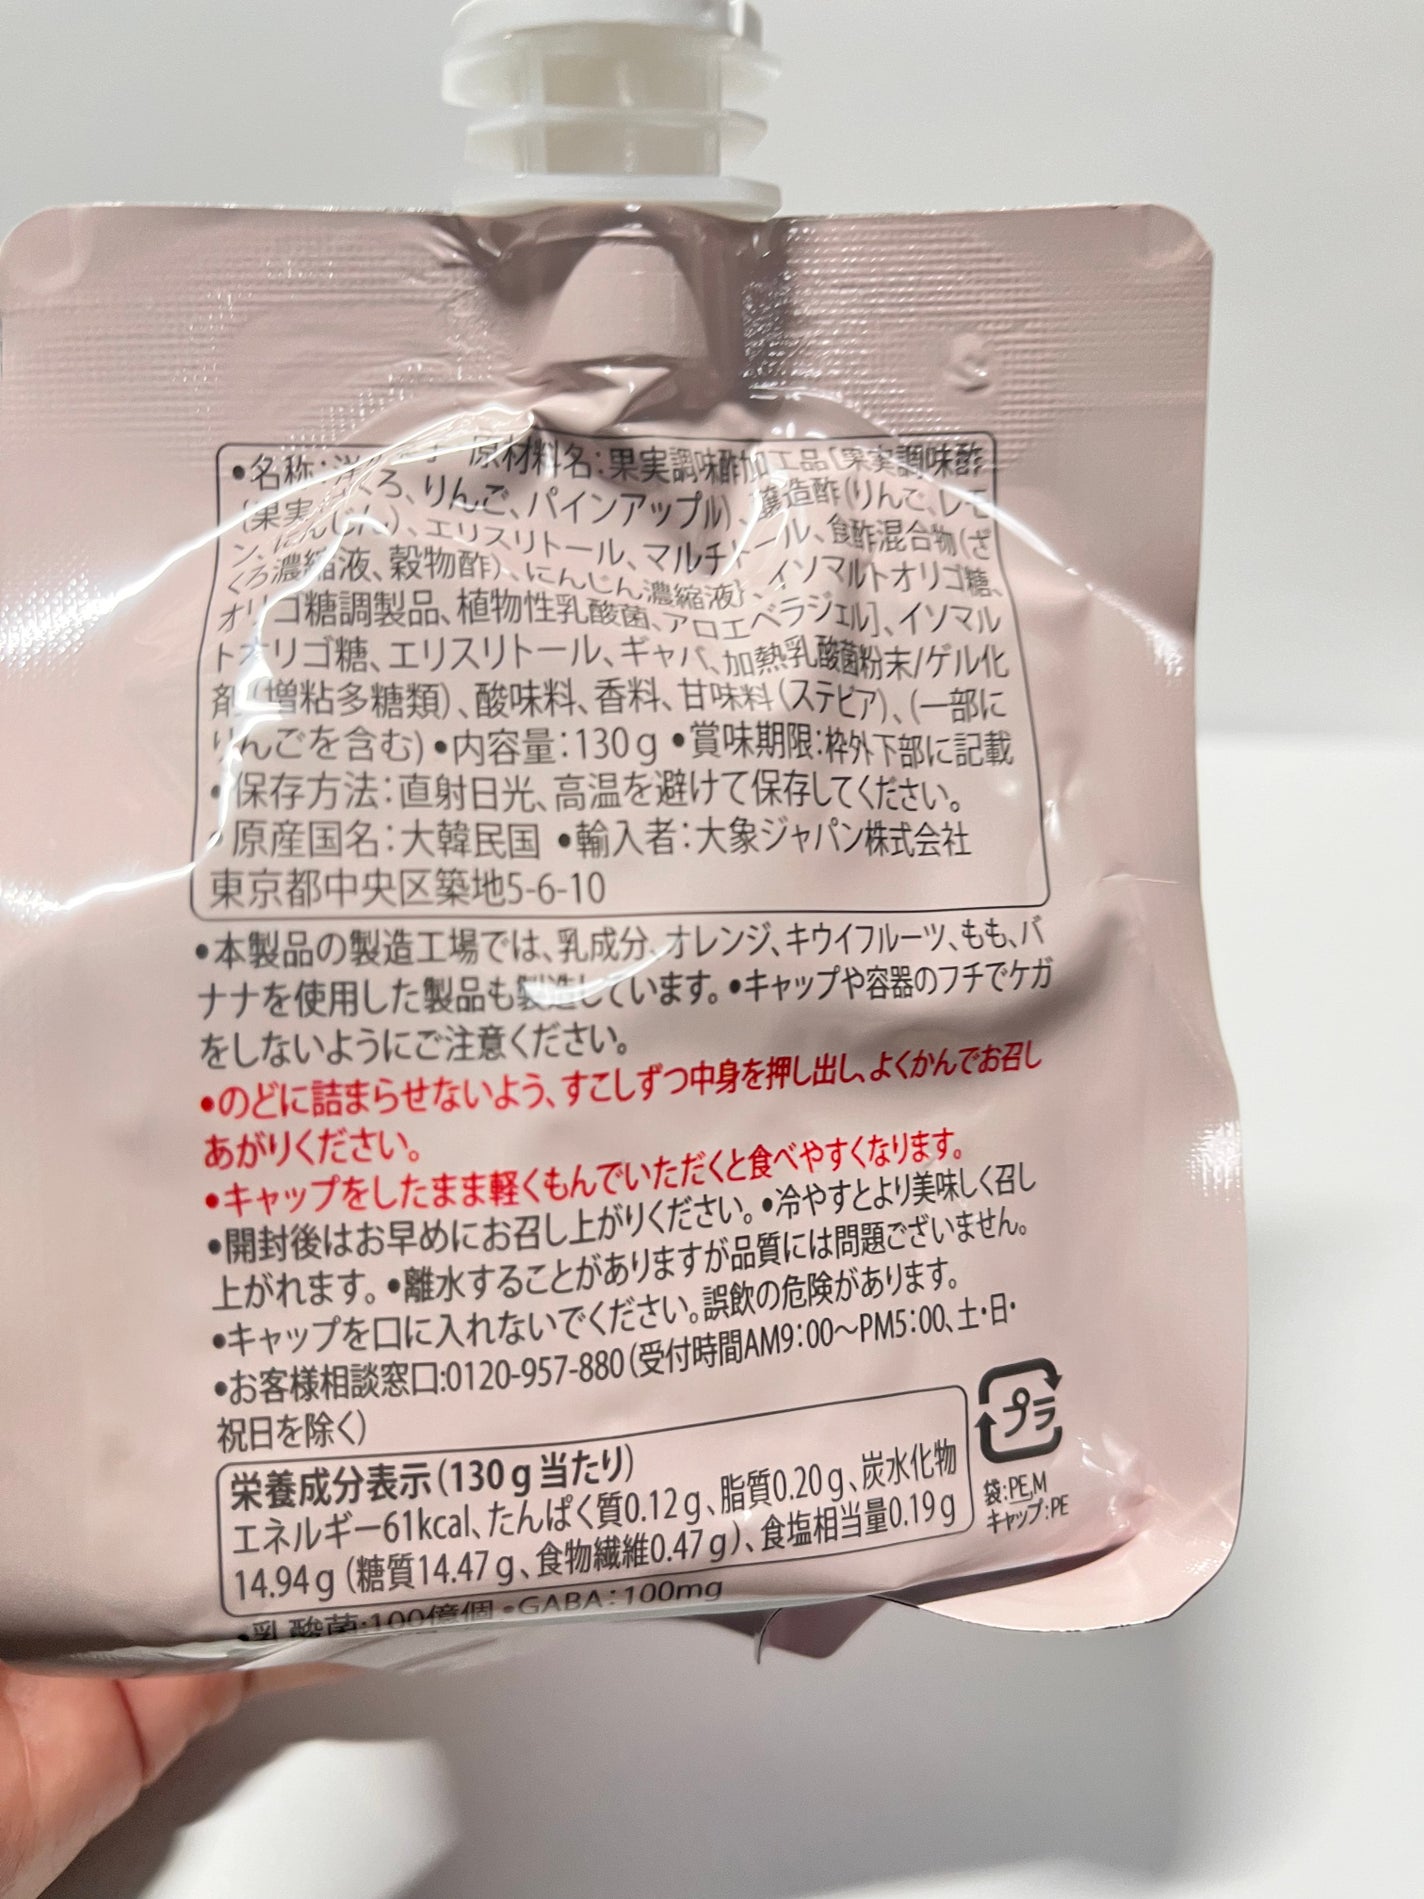 •名称:洋 原材料名:果実調味酢加工品[果実調味酢
{果実 くろ、りんご、パインアップル)、醸造酢(りんご、レモ
ン、にんじん)、エリスリトール、マルチトール、食酢混合物(ざ
くろ濃縮液、穀物酢)、にんじん濃縮液}、イソマルトオリゴ糖、
オリゴ糖調製品、植物性乳酸菌、アロエベラジェル]、イソマル
トオリゴ糖、エリスリトール、ギャバ、加熱乳酸菌粉末/ゲル化
剤(増粘多糖類)、酸味料、香料、甘味料(ステビア)、(一部に
りんごを含む)•内容量:130g •賞味期限:枠外下部に記載
•保存方法:直射日光、高温を避けて保存してください。
•原産国名:大韓民国 •輸入者:大象ジャパン株式会社
東京都中央区築地5-6-10
•本製品の製造工場では、乳成分、オレンジ、キウイフルーツ、もも、バ
ナナを使用した製品も製造しています。•キャップや容器のフチでケガ
をしないようにご注意ください。
•のどに詰まらせないよう、すこしずつ中身を押し出し、よくかんでお召し
あがりください。
•キャップをしたまま軽くもんでいただくと食べやすくなります。
•開封後はお早めにお召し上がりください。•冷やすとより美味しく召し
上がれます。•離水することがありますが品質には問題ございません。
•キャップを口に入れないでください。誤飲の危険があります。
•お客様相談窓口:0120-957-880(受付時間AM9:00〜PM5:00、土・日・
祝日を除く)
プラ
袋:PE,M
キャップ:PE
栄養成分表示(130g当たり)
エネルギー61kcal、たんぱく質0.12g、脂質0.20g、炭水化物
14.94g(糖質14.47g、食物繊維0.47g)、食塩相当量0.19g
•乳酸菌:100億個 •GABA:100mg